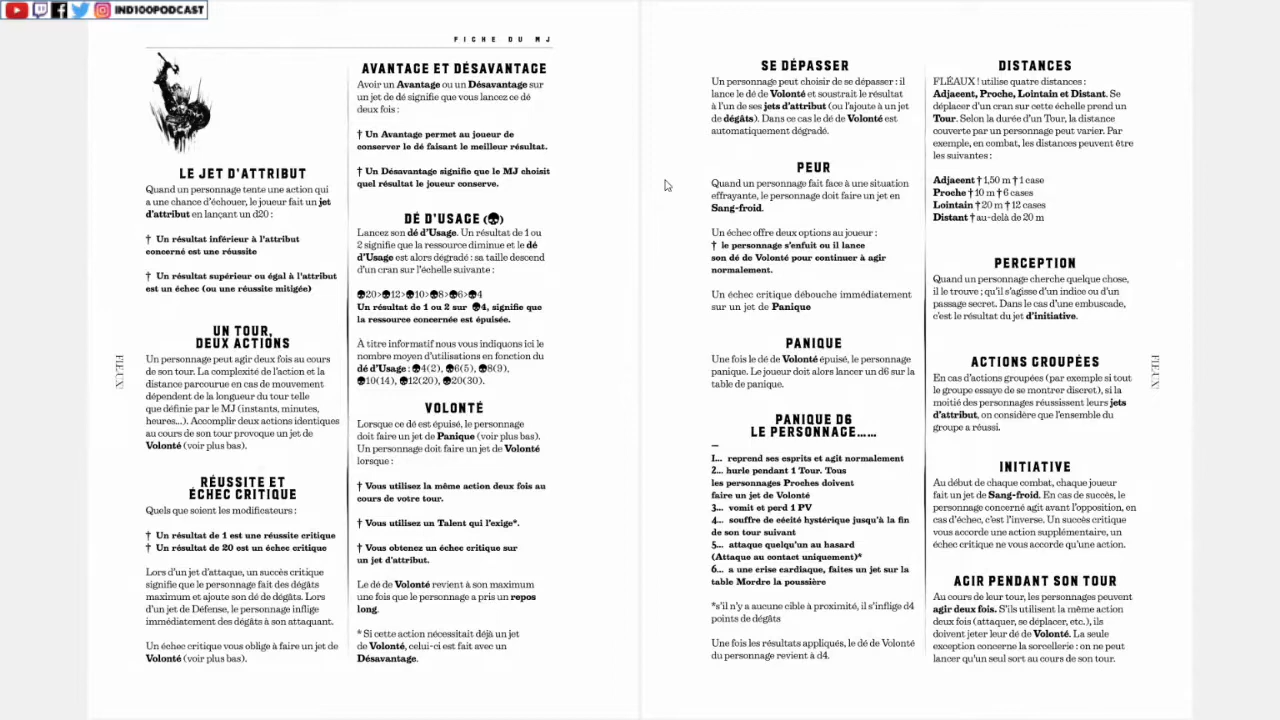 IND100PODCAST
FICHE DU MJ
LE JET D'ATTRIBUT
Quand un personnage tente une action qui
a une chance d'échouer, le joueur fait un jet
d'attribut en lançant un d20 :
† Un résultat inférieur à l'attribut
concerné est une réussite
† Un résultat supérieur ou égal à l'attribut
est un échec (ou une réussite mitigée)
UN TOUR,
DEUX ACTIONS
Un personnage peut agir deux fois au cours
de son tour. La complexité de l'action et la
distance parcourue en cas de mouvement
dépendent de la longueur du tour telle
que définie par le MJ (instants, minutes,
heures...). Accomplir deux actions identiques
au cours de son tour provoque un jet de
Volonté (voir plus bas).
RÉUSSITE ET
ÉCHEC CRITIQUE
Quels que soient les modificateurs :
† Un résultat de 1 est une réussite critique
† Un résultat de 20 est un échec critique
Lors d'un jet d'attaque, un succès critique
signifie que le personnage fait des dégâts
maximum et ajoute son dé de dégâts. Lors
d'un jet de Défense, le personnage inflige
immédiatement des dégâts à son attaquant.
Un échec critique vous oblige à faire un jet de
Volonté (voir plus bas).
AVANTAGE ET DÉSAVANTAGE
Avoir un Avantage ou un Désavantage sur
un jet de dé signifie que vous lancez ce dé
deux fois :
† Un Avantage permet au joueur de
conserver le dé faisant le meilleur résultat.
† Un Désavantage signifie que le MJ choisit
quel résultat le joueur conserve.
DÉ D'USAGE (💀)
Lancez son dé d'Usage. Un résultat de 1 ou
2 signifie que la ressource diminue et le dé
d'Usage est alors dégradé : sa taille descend
d'un cran sur l'échelle suivante :
💀20>💀12>💀10>💀8>💀6>💀4
Un résultat de 1 ou 2 sur 💀4, signifie que
la ressource concernée est épuisée.
À titre informatif nous vous indiquons ici le
nombre moyen d'utilisations en fonction du
dé d'Usage : 💀4(2), 💀6(5), 💀8(9),
💀10(14), 💀12(20), 💀20(30).
VOLONTÉ
Lorsque ce dé est épuisé, le personnage
doit faire un jet de Panique (voir plus bas).
Un personnage doit faire un jet de Volonté
lorsque :
† Vous utilisez la même action deux fois au
cours de votre tour.
† Vous utilisez un Talent qui l'exige*.
† Vous obtenez un échec critique sur
un jet d'attribut.
Le dé de Volonté revient à son maximum
une fois que le personnage a pris un repos
long.
* Si cette action nécessitait déjà un jet
de Volonté, celui-ci est fait avec un
Désavantage.
FLÉAUX!
SE DÉPASSER
Un personnage peut choisir de se dépasser : il
lance le dé de Volonté et soustrait le résultat
à l'un de ses jets d'attribut (ou l'ajoute à un jet
de dégâts). Dans ce cas le dé de Volonté est
automatiquement dégradé.
PEUR
Quand un personnage fait face à une situation
effrayante, le personnage doit faire un jet en
Sang-froid.
Un échec offre deux options au joueur :
† le personnage s'enfuit ou il lance
son dé de Volonté pour continuer à agir
normalement.
Un échec critique débouche immédiatement
sur un jet de Panique
PANIQUE
Une fois le dé de Volonté épuisé, le personnage
panique. Le joueur doit alors lancer un d6 sur la
table de panique.
PANIQUE D6
LE PERSONNAGE......
—
1... reprend ses esprits et agit normalement
2... hurle pendant 1 Tour. Tous
les personnages Proches doivent
faire un jet de Volonté
3... vomit et perd 1 PV
4... souffre de cécité hystérique jusqu'à la fin
de son tour suivant
5... attaque quelqu'un au hasard
(Attaque au contact uniquement)*
6... a une crise cardiaque, faites un jet sur la
table Mordre la poussière
*s'il n'y a aucune cible à proximité, il s'inflige d4
points de dégâts
Une fois les résultats appliqués, le dé de Volonté
du personnage revient à d4.
DISTANCES
FLÉAUX ! utilise quatre distances :
Adjacent, Proche, Lointain et Distant. Se
déplacer d'un cran sur cette échelle prend un
Tour. Selon la durée d'un Tour, la distance
couverte par un personnage peut varier. Par
exemple, en combat, les distances peuvent être
les suivantes :
Adjacent † 1,50 m † 1 case
Proche † 10 m † 6 cases
Lointain † 20 m † 12 cases
Distant † au-delà de 20 m
PERCEPTION
Quand un personnage cherche quelque chose,
il le trouve ; qu'il s'agisse d'un indice ou d'un
passage secret. Dans le cas d'une embuscade,
c'est le résultat du jet d'initiative.
ACTIONS GROUPÉES
En cas d'actions groupées (par exemple si tout
le groupe essaye de se montrer discret), si la
moitié des personnages réussissent leurs jets
d'attribut, on considère que l'ensemble du
groupe a réussi.
INITIATIVE
Au début de chaque combat, chaque joueur
fait un jet de Sang-froid. En cas de succès, le
personnage concerné agit avant l'opposition, en
cas d'échec, c'est l'inverse. Un succès critique
vous accorde une action supplémentaire, un
échec critique ne vous accorde qu'une action.
AGIR PENDANT SON TOUR
Au cours de leur tour, les personnages peuvent
agir deux fois. S'ils utilisent la même action
deux fois (attaquer, se déplacer, etc.), ils
doivent jeter leur dé de Volonté. La seule
exception concerne la sorcellerie : on ne peut
lancer qu'un seul sort au cours de son tour.
FLÉAUX!